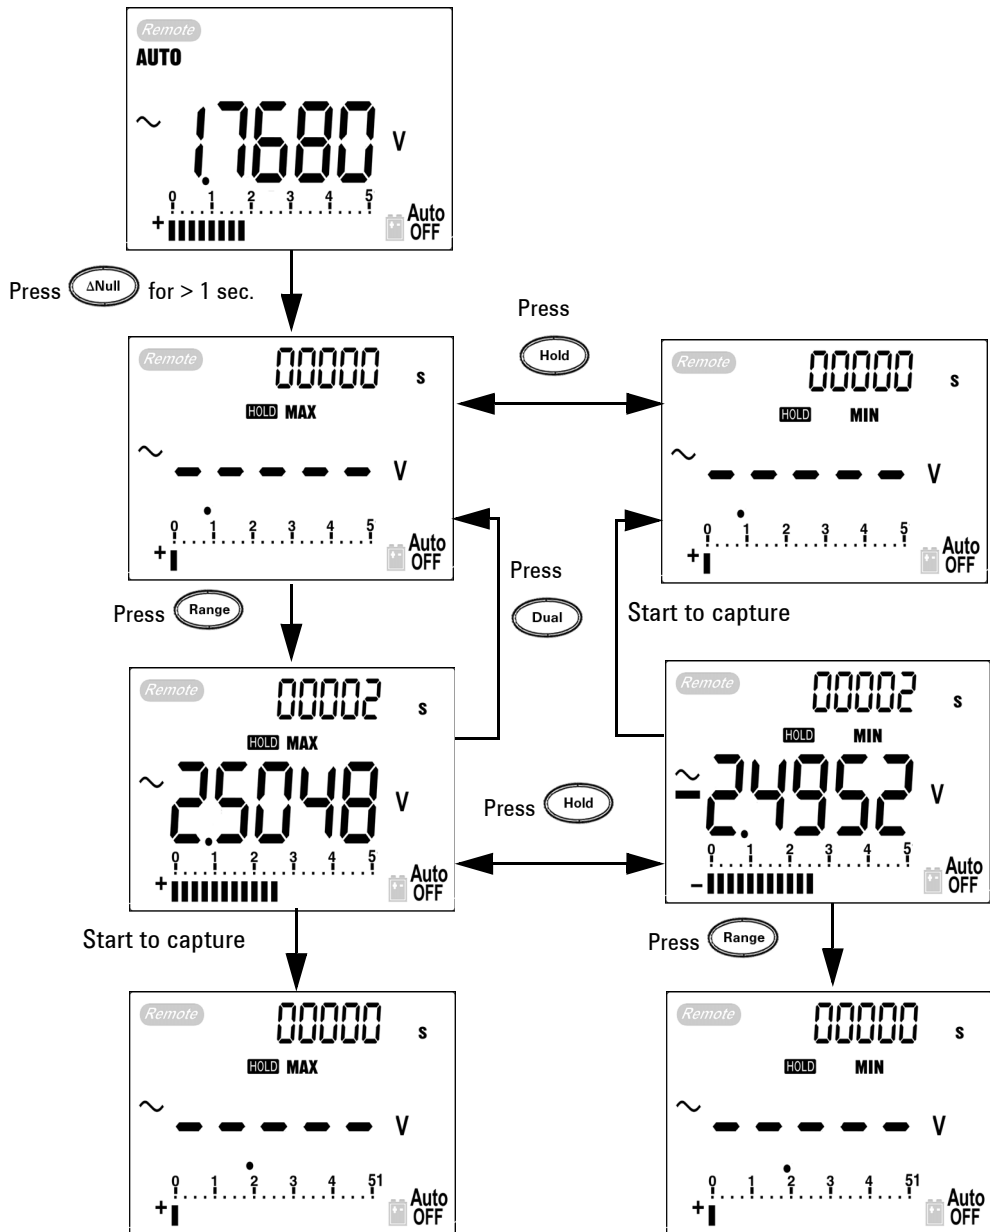 Remote
AUTO
1.7680 V
0 1 2 3 4 5
+
Auto
OFF
Press ΔNull for > 1 sec.
Press
Hold
Remote
00000 s
HOLD MAX
- - - - - V
0 1 2 3 4 5
+
Auto
OFF
Remote
00000 s
HOLD MIN
- - - - - V
0 1 2 3 4 5
+
Auto
OFF
Press Range
Press
Dual
Start to capture
Remote
00002 s
HOLD MAX
2.5048 V
0 1 2 3 4 5
+
Auto
OFF
Press Hold
Remote
00002 s
HOLD MIN
-2.4952 V
0 1 2 3 4 5
–
Auto
OFF
Start to capture
Press Range
Remote
00000 s
HOLD MAX
- - - - - V
0 1 2 3 4 51
+
Auto
OFF
Remote
00000 s
HOLD MIN
- - - - - V
0 1 2 3 4 51
+
Auto
OFF